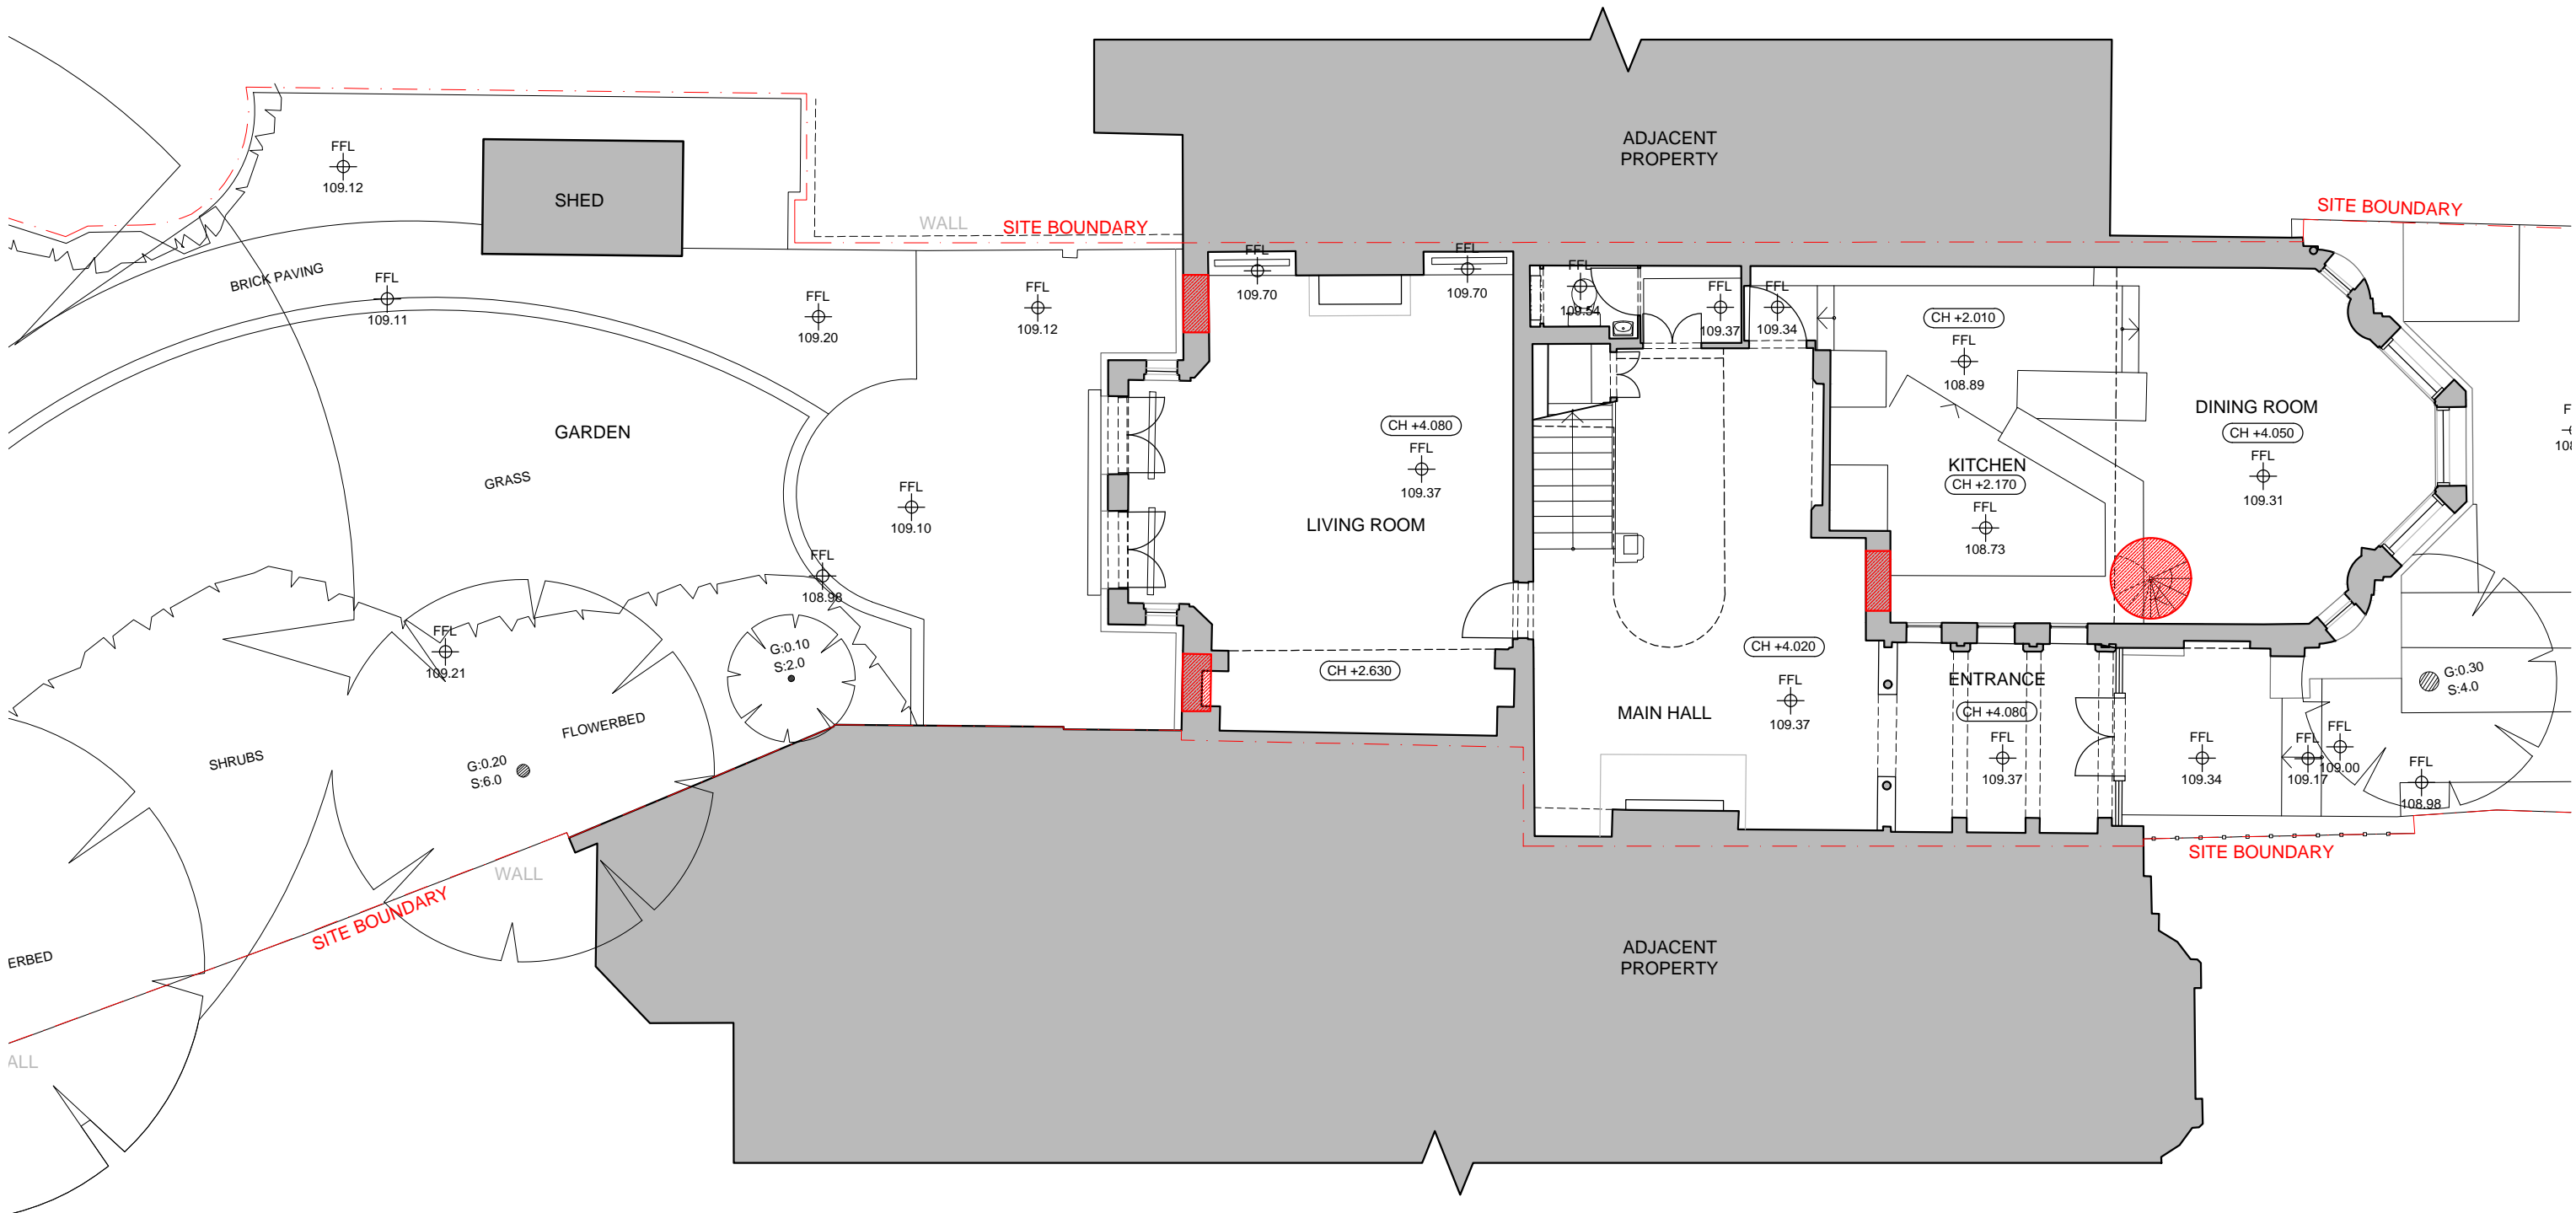 ADJACENT
PROPERTY
FFL
109.12
SHED
WALL
SITE BOUNDARY
SITE BOUNDARY
BRICK PAVING
FFL
109.11
FFL
109.20
FFL
109.12
FFL
109.70
FFL
109.70
FFL
109.54
FFL
109.37
FFL
109.34
CH +2.010
FFL
108.89
DINING ROOM
CH +4.050
FFL
109.31
GARDEN
GRASS
CH +4.080
FFL
109.37
LIVING ROOM
KITCHEN
CH +2.170
FFL
108.73
FFL
109.10
FFL
108.98
FFL
109.21
G:0.10
S:2.0
CH +2.630
CH +4.020
FFL
109.37
MAIN HALL
ENTRANCE
CH +4.080
FFL
109.37
FFL
109.34
FFL
109.17
FFL
109.00
FFL
108.98
G:0.30
S:4.0
FLOWERBED
SHRUBS
G:0.20
S:6.0
WALL
SITE BOUNDARY
SITE BOUNDARY
ERBED
ALL
ADJACENT
PROPERTY